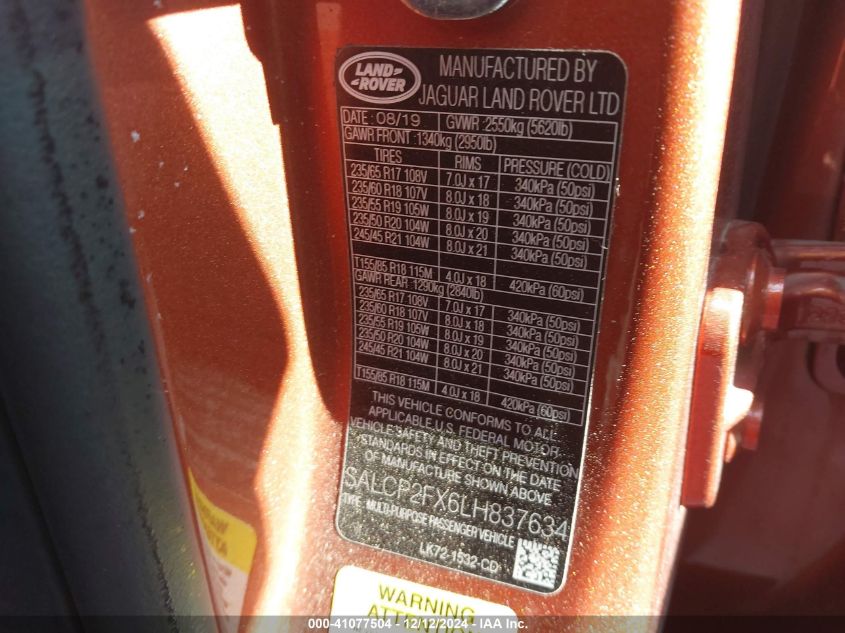 LAND
ROVER
MANUFACTURED BY
JAGUAR LAND ROVER LTD
DATE : 08/19 GVWR :2550kg (5620lb)
GAWR FRONT :1340kg (2950lb)
TIRES RIMS PRESSURE (COLD)
235/65 R17 108V 7.0J x 17 340kPa (50psi)
235/60 R18 107V 8.0J x 18 340kPa (50psi)
235/55 R19 105W 8.0J x 19 340kPa (50psi)
235/50 R20 104W 8.0J x 20 340kPa (50psi)
245/45 R21 104W 8.0J x 21 340kPa (50psi)
T155/85 R18 115M 4.0J x 18 420kPa (60psi)
GAWR REAR :1290kg (2840lb)
235/65 R17 108V 7.0J x 17 340kPa (50psi)
235/60 R18 107V 8.0J x 18 340kPa (50psi)
235/55 R19 105W 8.0J x 19 340kPa (50psi)
235/50 R20 104W 8.0J x 20 340kPa (50psi)
245/45 R21 104W 8.0J x 21 340kPa (50psi)
T155/85 R18 115M 4.0J x 18 420kPa (60psi)
THIS VEHICLE CONFORMS TO ALL
APPLICABLE U.S. FEDERAL MOTOR
VEHICLE SAFETY AND THEFT PREVENTION
STANDARDS IN EFFECT ON THE DATE
OF MANUFACTURE SHOWN ABOVE
SALCP2FX6LH837634
TYPE : MULTI-PURPOSE PASSENGER VEHICLE
LK72-1532-CD
WARNING
ATTENTION
000-41077504 - 12/12/2024 - IAA Inc.